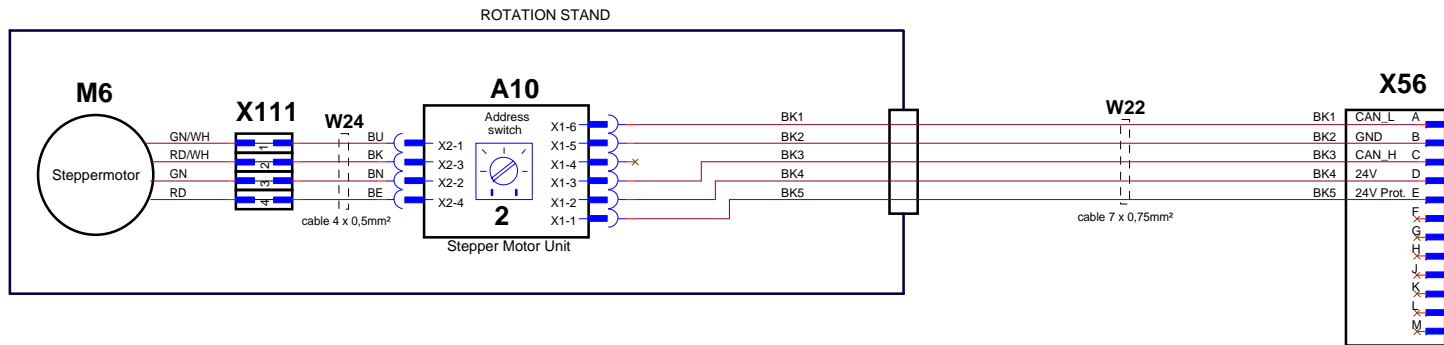 ROTATION STAND
M6
X111
W24
A10
W22
X56
Steppermotor
GN/WH
RD/WH
GN
RD
1
2
3
4
BU
BK
BN
BE
cable 4 x 0,5mm²
X2-1
X2-3
X2-2
X2-4
Address
switch
2
X1-6
X1-5
X1-4
X1-3
X1-2
X1-1
Stepper Motor Unit
BK1
BK2
BK3
BK4
BK5
cable 7 x 0,75mm²
BK1 CAN_L A
BK2 GND B
BK3 CAN_H C
BK4 24V D
BK5 24V Prot. E
F
G
H
J
K
L
M